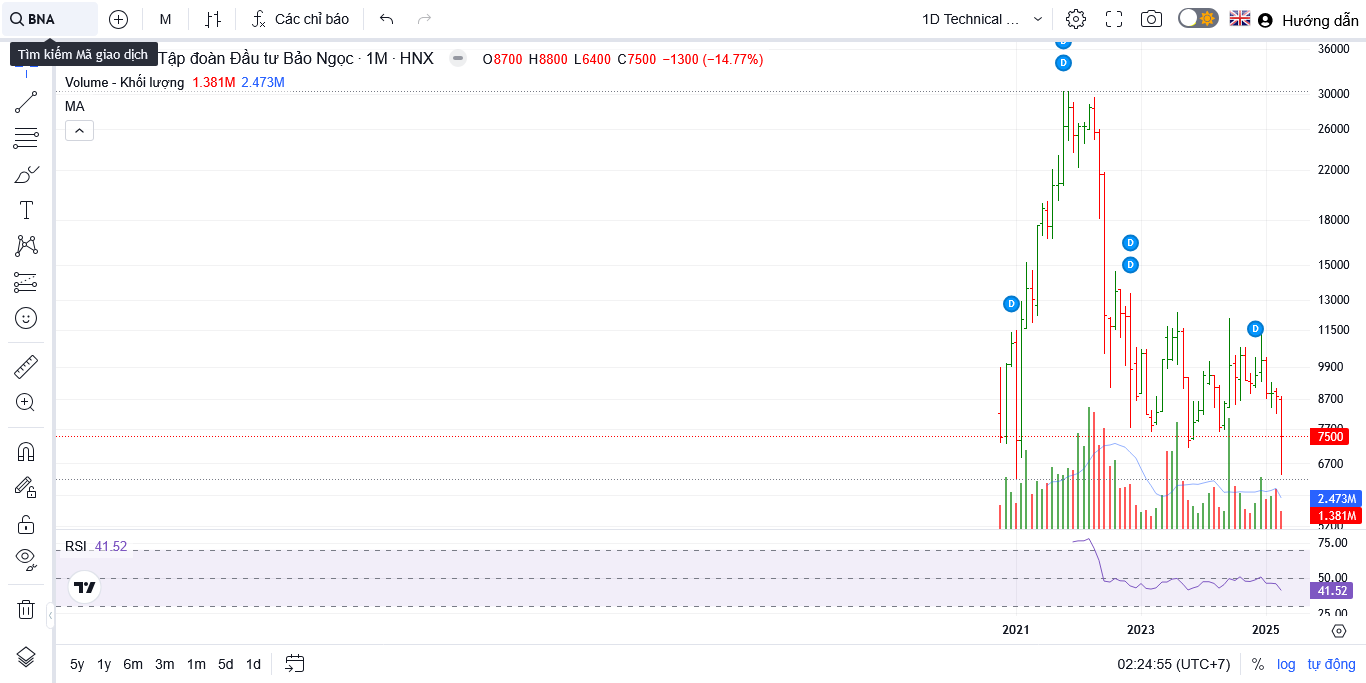 BNA M Các chỉ báo 1D Technical ... Hướng dẫn
Tìm kiếm Mã giao dịch
Tập đoàn Đầu tư Bảo Ngọc · 1M · HNX O8700 H8800 L6400 C7500 −1300 (−14.77%)
Volume - Khối lượng 1.381M 2.473M
MA
D
D
D
D
D
D
36000
30000
26000
22000
18000
15000
13000
11500
9900
8700
7700
7500
6700
2.473M
1.381M
5200
RSI 41.52
75.00
50.00
41.52
25.00
2021 2023 2025
5y 1y 6m 3m 1m 5d 1d 02:24:55 (UTC+7) % log tự động